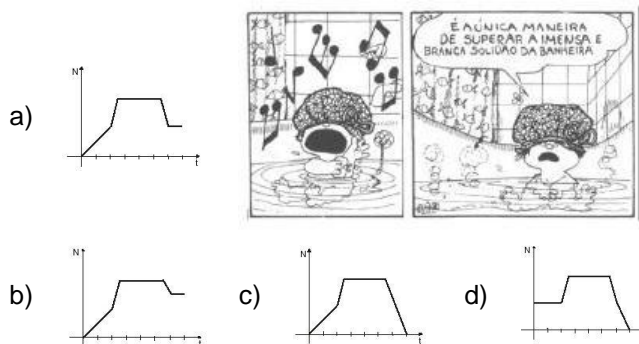 É A ÚNICA MANEIRA
DE SUPERAR A IMENSA E
BRANCA SOLIDÃO DA BANHEIRA
a)
N
t
b)
N
t
c)
N
t
d)
N
t